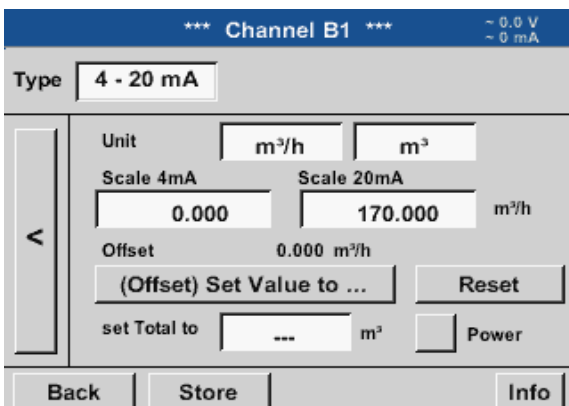 *** Channel B1 *** ~ 0.0 V
~ 0 mA
Type 4 - 20 mA
Unit m³/h m³
Scale 4mA Scale 20mA
0.000 170.000 m³/h
<
Offset 0.000 m³/h
(Offset) Set Value to ... Reset
set Total to --- m³ Power
Back Store Info